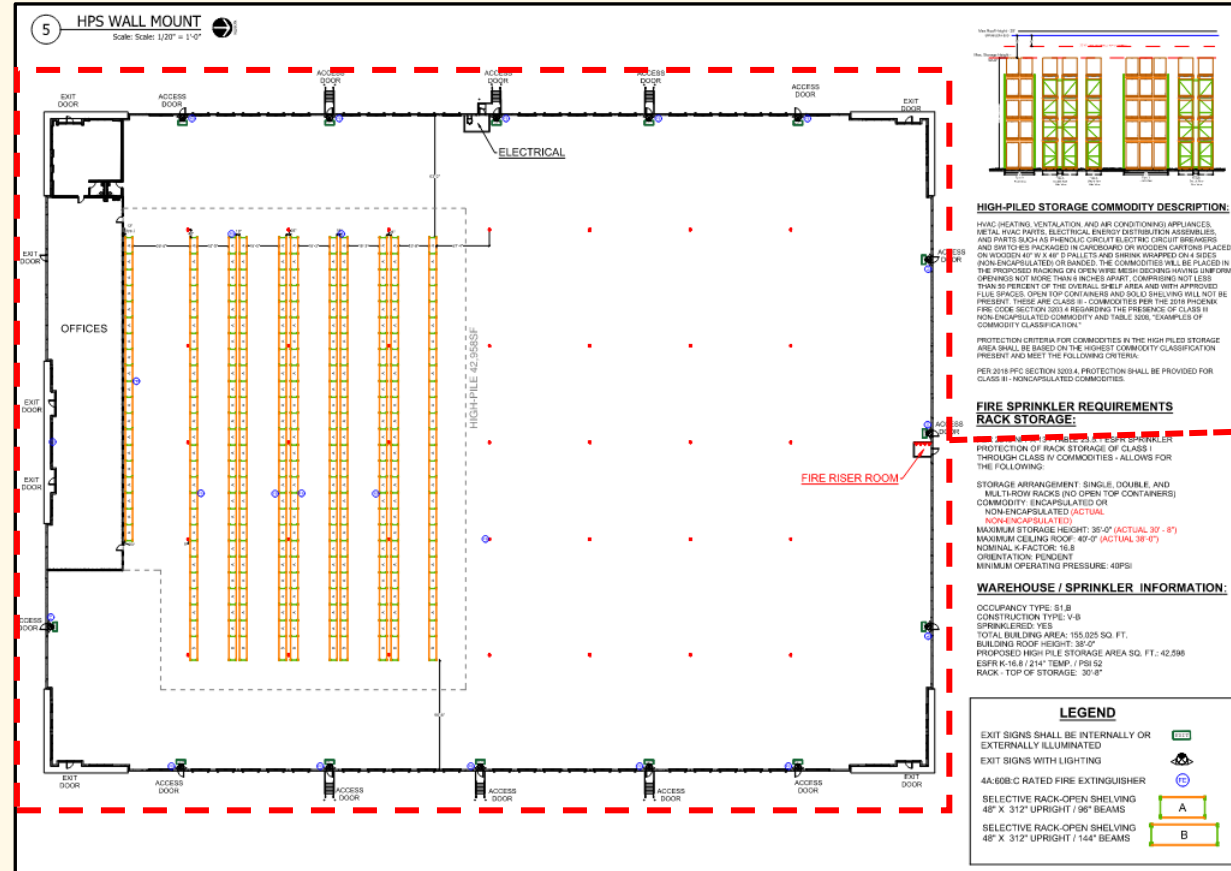 5
HPS WALL MOUNT
Scale: Scale: 1/20" = 1'-0"
EXIT
DOOR
ACCESS
DOOR
ACCESS
DOOR
ACCESS
DOOR
ACCESS
DOOR
ACCESS
DOOR
EXIT
DOOR
ELECTRICAL
EXIT
DOOR
OFFICES
HIGH-PILE 42,958SF
EXIT
DOOR
EXIT
DOOR
ACCESS
DOOR
ACCESS
DOOR
FIRE RISER ROOM
ACCESS
DOOR
EXIT
DOOR
ACCESS
DOOR
ACCESS
DOOR
ACCESS
DOOR
ACCESS
DOOR
ACCESS
DOOR
EXIT
DOOR
HIGH-PILED STORAGE COMMODITY DESCRIPTION:
HVAC (HEATING, VENTALATION, AND AIR CONDITIONING) APPLIANCES,
METAL HVAC PARTS, ELECTRICAL ENERGY DISTRIBUTION ASSEMBLIES,
AND PARTS SUCH AS PHENOLIC CIRCUIT ELECTRIC CIRCUIT BREAKERS
AND SWITCHES PACKAGED IN CARDBOARD OR WOODEN CARTONS PLACED
ON WOODEN 40" W X 48" D PALLETS AND SHRINK WRAPPED ON 4 SIDES
(NON-ENCAPSULATED) OR BANDED. THE COMMODITIES WILL BE PLACED IN
THE PROPOSED RACKING ON OPEN WIRE MESH DECKING HAVING UNIFORM
OPENINGS NOT MORE THAN 6 INCHES APART, COMPRISING NOT LESS
THAN 50 PERCENT OF THE OVERALL SHELF AREA AND WITH APPROVED
FLUE SPACES. OPEN TOP CONTAINERS AND SOLID SHELVING WILL NOT BE
PRESENT. THESE ARE CLASS III - COMMODITIES PER THE 2018 PHOENIX
FIRE CODE SECTION 3203.4 REGARDING THE PRESENCE OF CLASS III
NON-ENCAPSULATED COMMODITY AND TABLE 3208, "EXAMPLES OF
COMMODITY CLASSIFICATION."
PROTECTION CRITERIA FOR COMMODITIES IN THE HIGH PILED STORAGE
AREA SHALL BE BASED ON THE HIGHEST COMMODITY CLASSIFICATION
PRESENT AND MEET THE FOLLOWING CRITERIA:
PER 2018 PFC SECTION 3203.4, PROTECTION SHALL BE PROVIDED FOR
CLASS III - NONCAPSULATED COMMODITIES.
FIRE SPRINKLER REQUIREMENTS
RACK STORAGE:
ESFR SPRINKLER
PROTECTION OF RACK STORAGE OF CLASS I
THROUGH CLASS IV COMMODITIES - ALLOWS FOR
THE FOLLOWING:
STORAGE ARRANGEMENT: SINGLE, DOUBLE, AND
MULTI-ROW RACKS (NO OPEN TOP CONTAINERS)
COMMODITY: ENCAPSULATED OR
NON-ENCAPSULATED (ACTUAL
NON-ENCAPSULATED)
MAXIMUM STORAGE HEIGHT: 35'-0" (ACTUAL 30' - 8")
MAXIMUM CEILING ROOF: 40'-0" (ACTUAL 38'-0")
NOMINAL K-FACTOR: 16.8
ORIENTATION: PENDENT
MINIMUM OPERATING PRESSURE: 40PSI
WAREHOUSE / SPRINKLER INFORMATION:
OCCUPANCY TYPE: S1,B
CONSTRUCTION TYPE: V-B
SPRINKLERED: YES
TOTAL BUILDING AREA: 155,025 SQ. FT.
BUILDING ROOF HEIGHT: 38'-0"
PROPOSED HIGH PILE STORAGE AREA SQ. FT.: 42,598
ESFR K-16.8 / 214° TEMP. / PSI 52
RACK - TOP OF STORAGE: 30'-8"
LEGEND
EXIT SIGNS SHALL BE INTERNALLY OR
EXTERNALLY ILLUMINATED
EXIT SIGNS WITH LIGHTING
4A:60B:C RATED FIRE EXTINGUISHER
FE
SELECTIVE RACK-OPEN SHELVING
48" X 312" UPRIGHT / 96" BEAMS
A
SELECTIVE RACK-OPEN SHELVING
48" X 312" UPRIGHT / 144" BEAMS
B